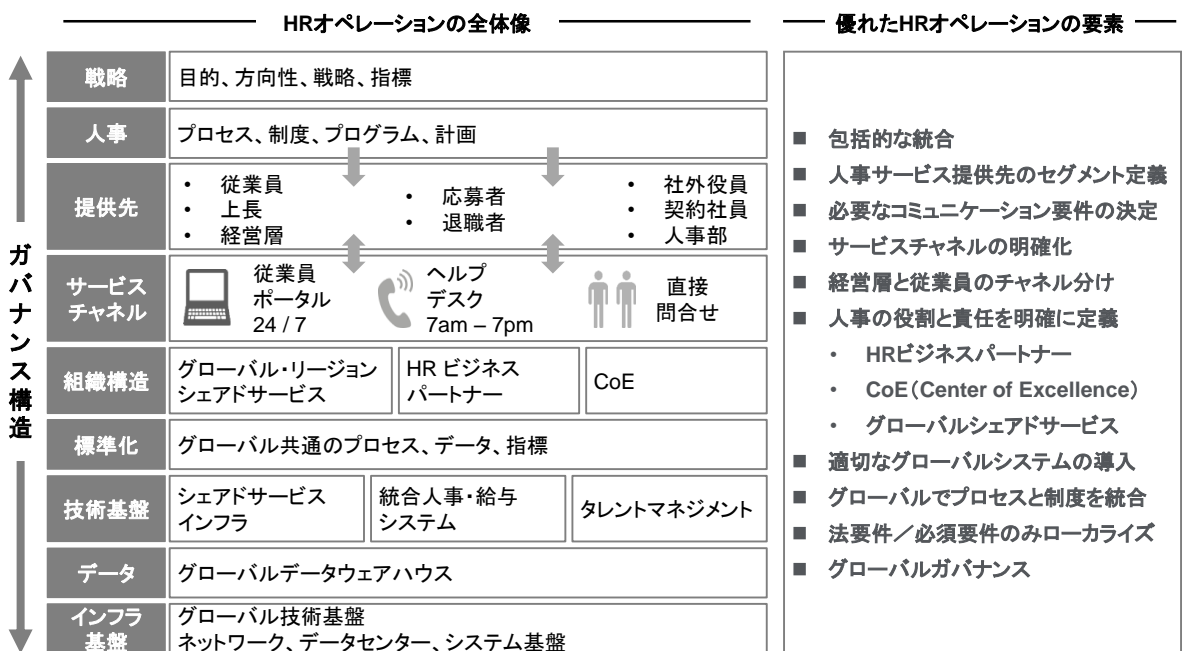 HRオペレーションの全体像
ガバナンス構造
戦略
目的、方向性、戦略、指標
人事
プロセス、制度、プログラム、計画
提供先
• 従業員
• 上長
• 経営層
• 応募者
• 退職者
• 社外役員
• 契約社員
• 人事部
サービス
チャネル
従業員
ポータル
24 / 7
ヘルプ
デスク
7am – 7pm
直接
問合せ
組織構造
グローバル・リージョン
シェアドサービス
HR ビジネス
パートナー
CoE
標準化
グローバル共通のプロセス、データ、指標
技術基盤
シェアドサービス
インフラ
統合人事・給与
システム
タレントマネジメント
データ
グローバルデータウェアハウス
インフラ
基盤
グローバル技術基盤
ネットワーク、データセンター、システム基盤
優れたHRオペレーションの要素
■ 包括的な統合
■ 人事サービス提供先のセグメント定義
■ 必要なコミュニケーション要件の決定
■ サービスチャネルの明確化
■ 経営層と従業員のチャネル分け
■ 人事の役割と責任を明確に定義
・ HRビジネスパートナー
・ CoE（Center of Excellence）
・ グローバルシェアドサービス
■ 適切なグローバルシステムの導入
■ グローバルでプロセスと制度を統合
■ 法要件／必須要件のみローカライズ
■ グローバルガバナンス